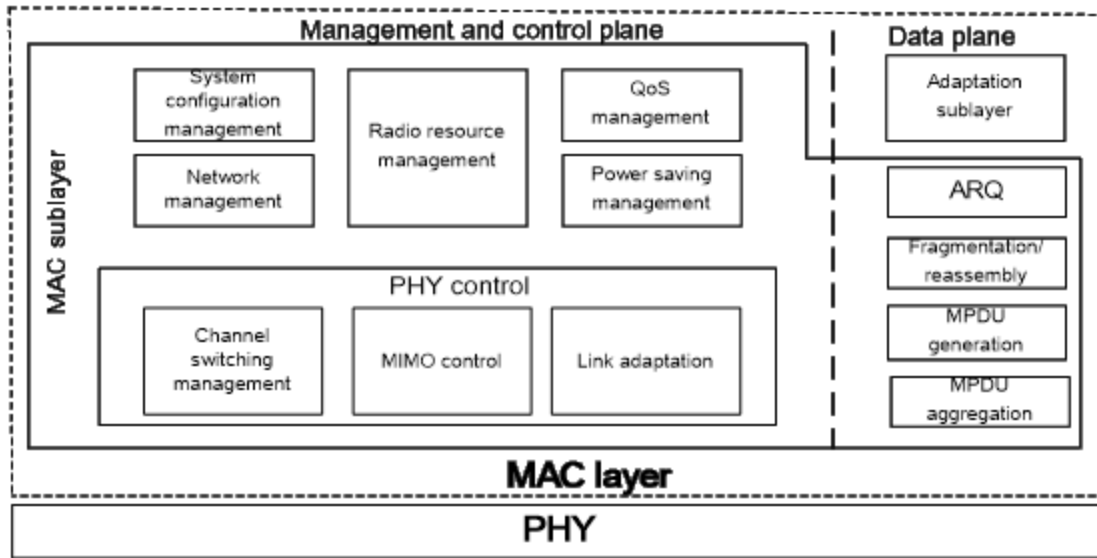 Management and control plane
Data plane
System
configuration
management
Radio resource
management
QoS
management
Adaptation
sublayer
Network
management
Power saving
management
MAC sublayer
ARQ
Fragmentation/
reassembly
PHY control
Channel
switching
management
MIMO control
Link adaptation
MPDU
generation
MPDU
aggregation
MAC layer
PHY